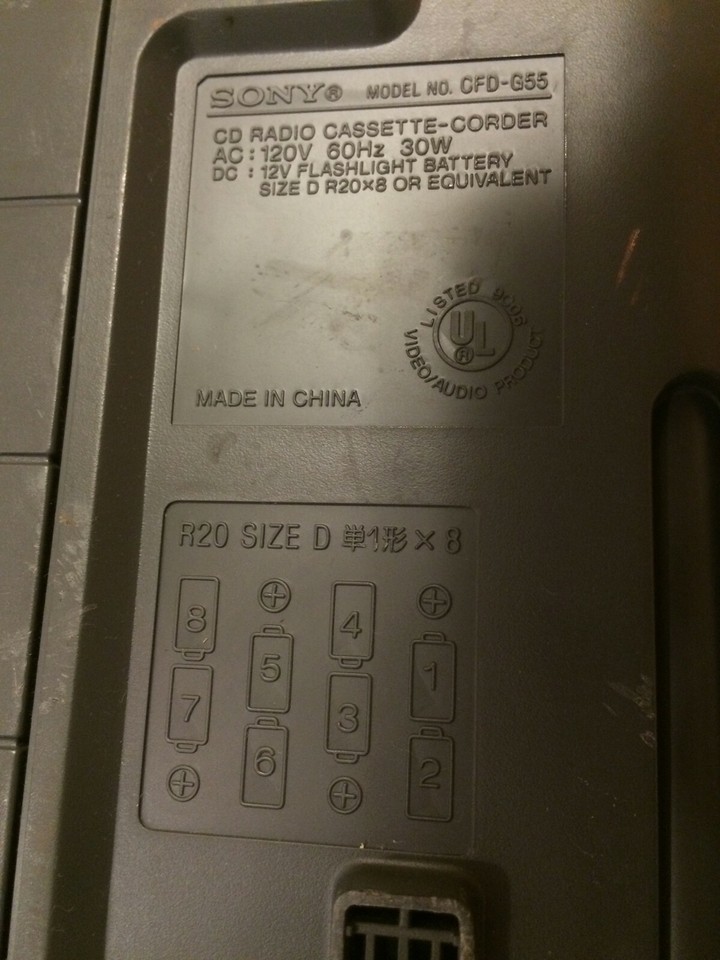 SONY® MODEL NO. CFD-G55
CD RADIO CASSETTE-CORDER
AC : 120V 60Hz 30W
DC : 12V FLASHLIGHT BATTERY
SIZE D R20×8 OR EQUIVALENT
LISTED
UL ®
VIDEO/AUDIO PRODUCT
MADE IN CHINA
R20 SIZE D 単1形 × 8
8 + 4 +
5 1
7 3
6 2
+ +